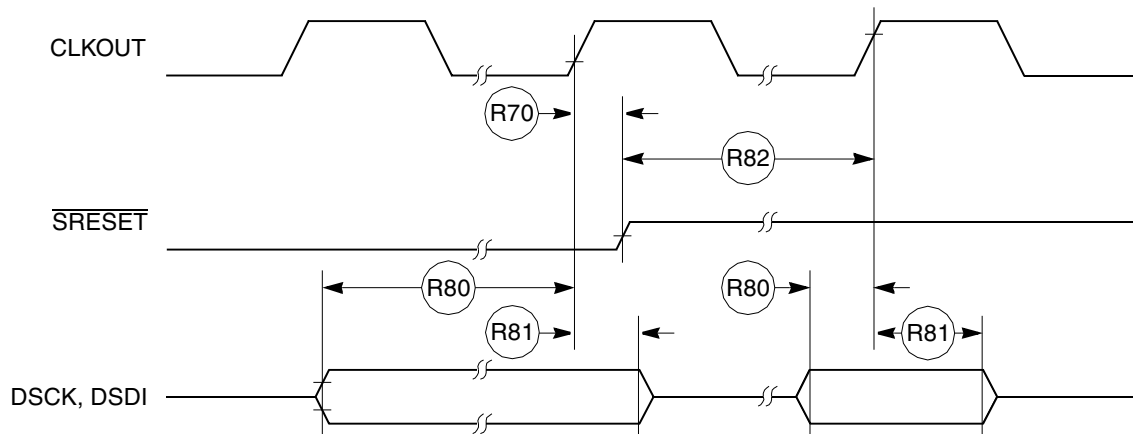 CLKOUT
R70
R82
SRESET
R80
R80
R81
R81
DSCK, DSDI